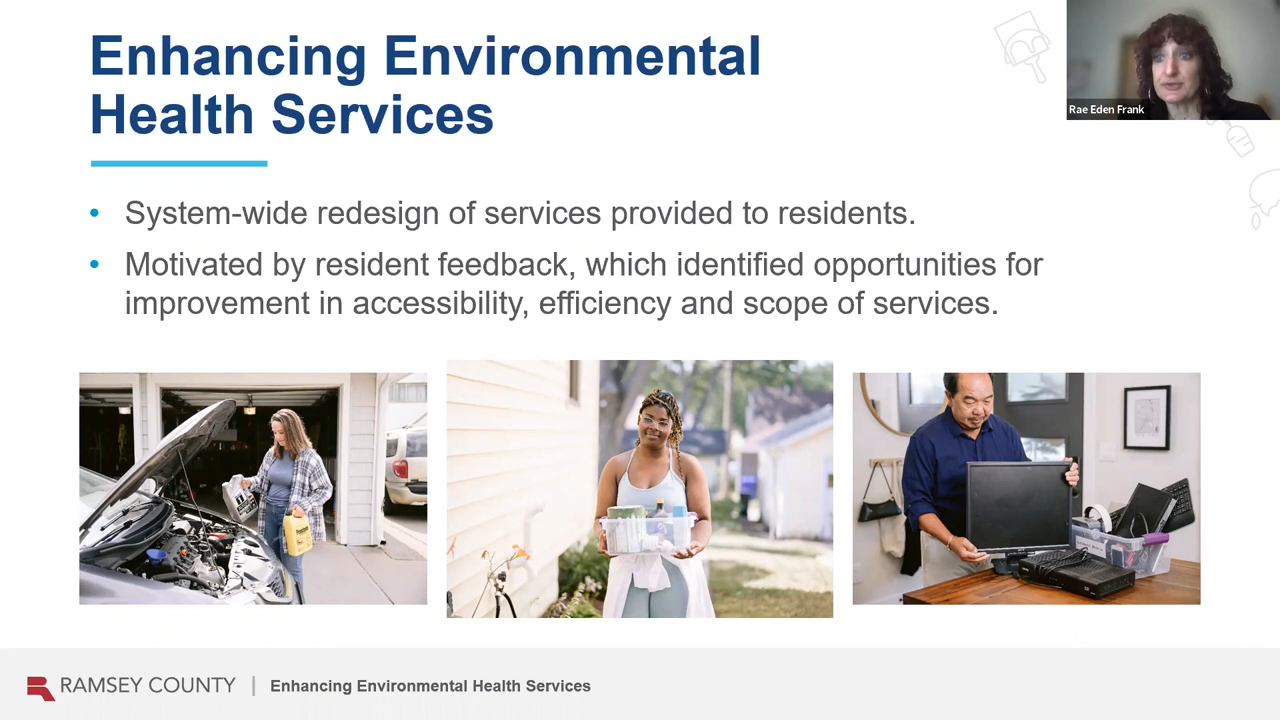 Enhancing Environmental
Health Services
Rae Eden Frank
• System-wide redesign of services provided to residents.
• Motivated by resident feedback, which identified opportunities for
improvement in accessibility, efficiency and scope of services.
RAMSEY COUNTY | Enhancing Environmental Health Services